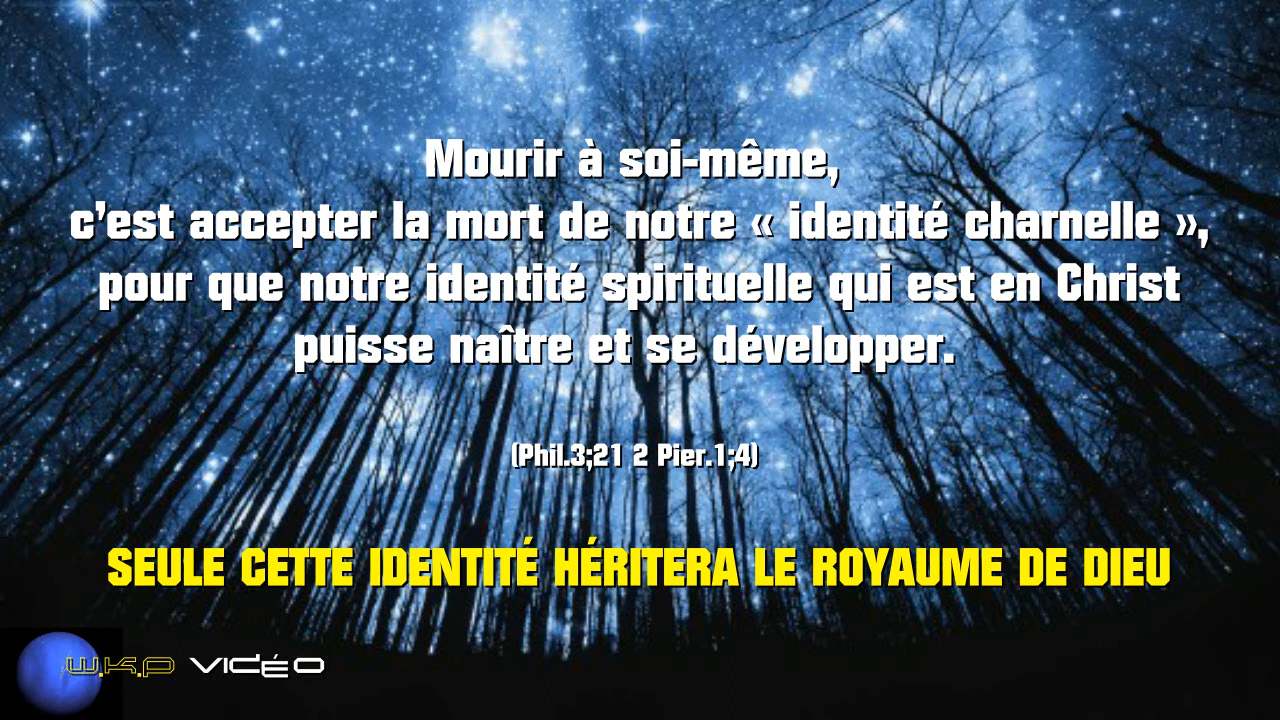 Mourir à soi-même,
c’est accepter la mort de notre « identité charnelle »,
pour que notre identité spirituelle qui est en Christ
puisse naître et se développer.
(Phil.3;21 2 Pier.1;4)
SEULE CETTE IDENTITÉ HÉRITERA LE ROYAUME DE DIEU
W.K.P VIDÉO